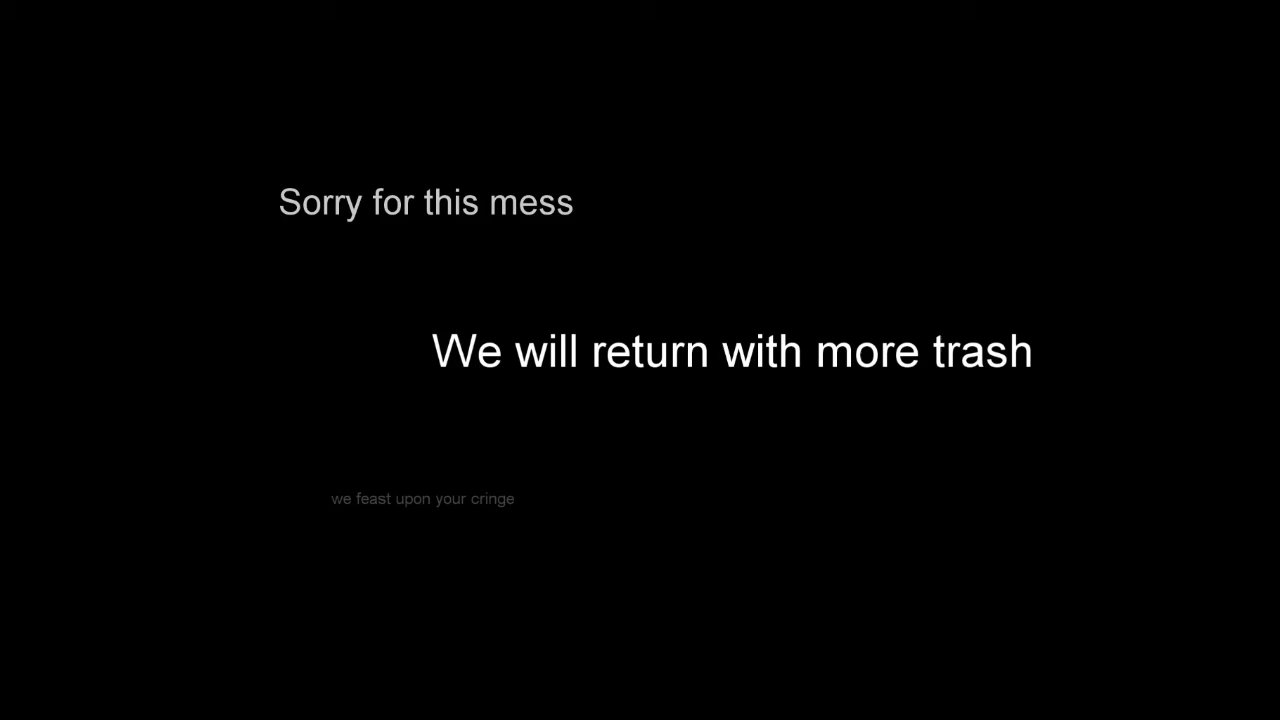 Sorry for this mess
We will return with more trash
we feast upon your cringe